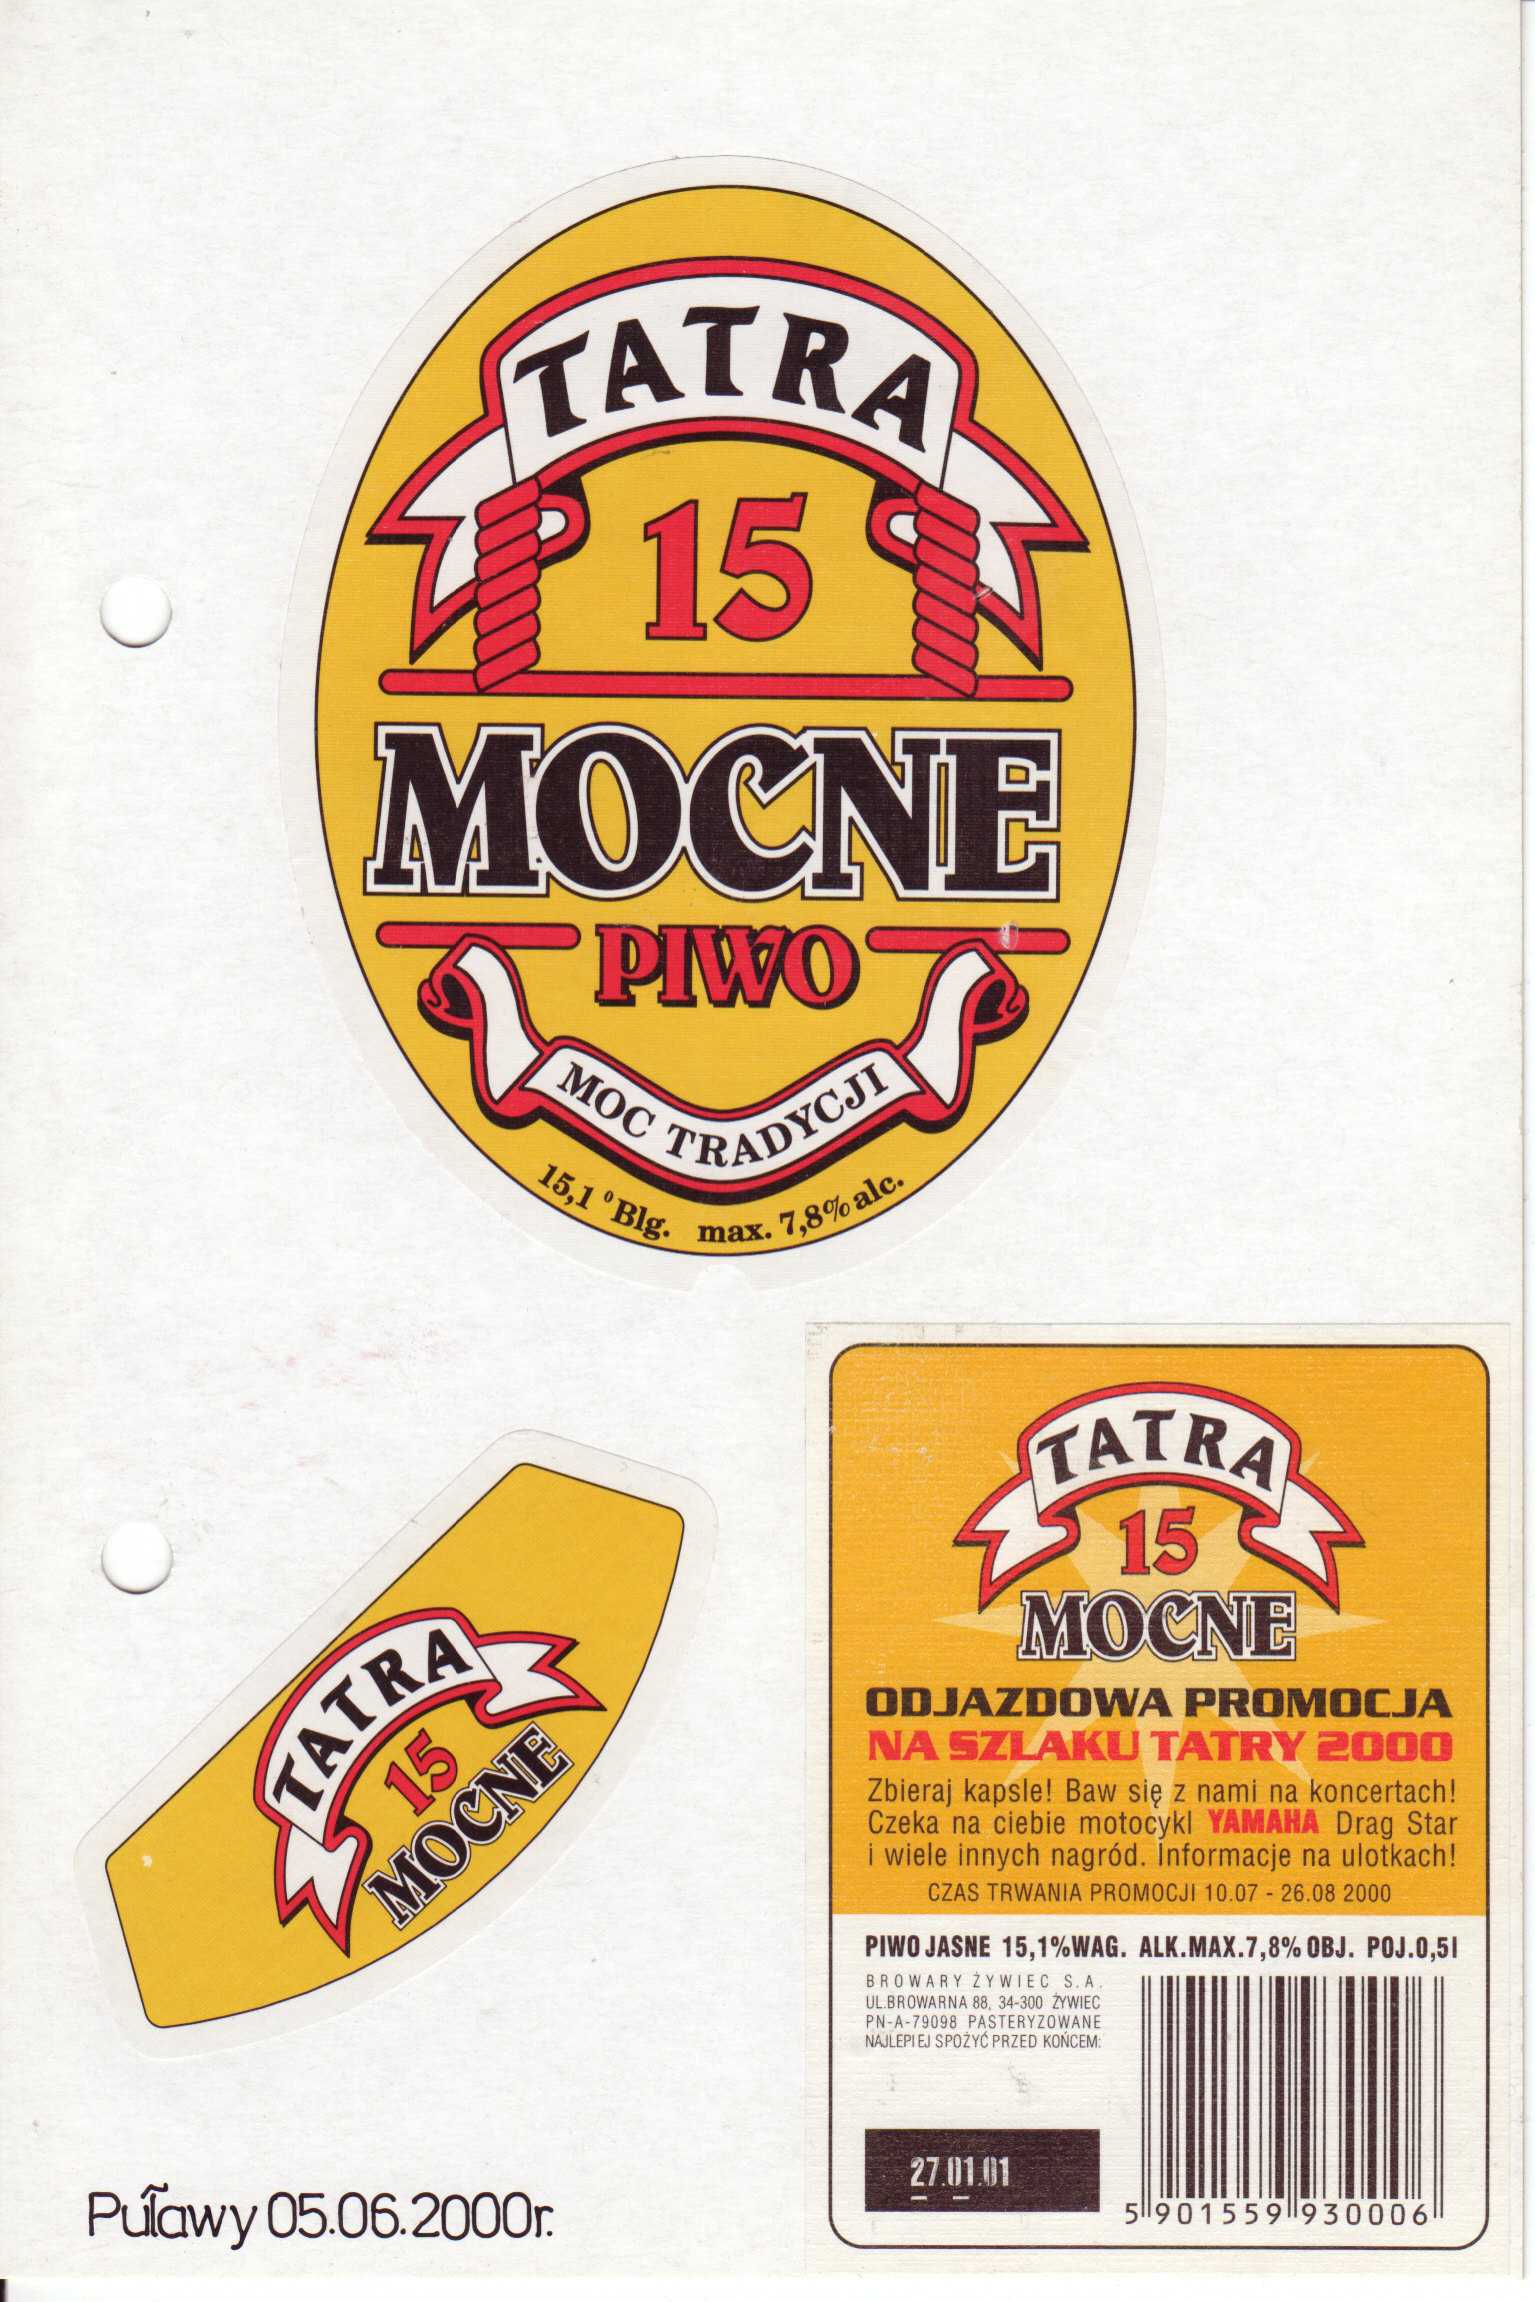 TATRA
15
MOCNE
PIWO
MOC TRADYCJI
15,1 °Blg. max. 7,8% alc.
TATRA
15
MOCNE
TATRA
15
MOCNE
ODJAZDOWA PROMOCJA
NA SZLAKU TATRY 2000
Zbieraj kapsle! Baw się z nami na koncertach!
Czeka na ciebie motocykl YAMAHA Drag Star
i wiele innych nagród. Informacje na ulotkach!
CZAS TRWANIA PROMOCJI 10.07 - 26.08 2000
PIWO JASNE 15,1%WAG. ALK.MAX.7,8% OBJ. POJ.0,5l
BROWARY ŻYWIEC S.A.
UL.BROWARNA 88, 34-300 ŻYWIEC
PN-A-79098 PASTERYZOWANE
NAJLEPIEJ SPOŻYĆ PRZED KOŃCEM:
27.01.01
5 901559 930006
Puławy 05.06.2000r.